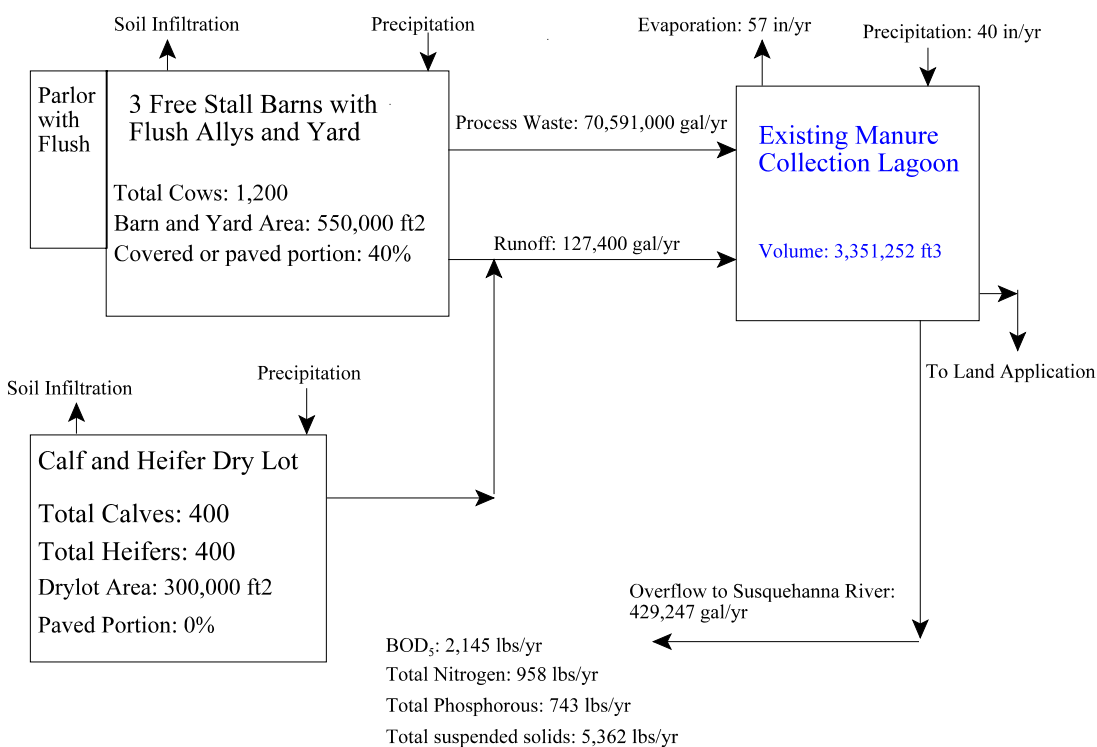 Soil Infiltration
Precipitation
Evaporation: 57 in/yr
Precipitation: 40 in/yr
Parlor
with
Flush
3 Free Stall Barns with
Flush Allys and Yard
Total Cows: 1,200
Barn and Yard Area: 550,000 ft2
Covered or paved portion: 40%
Process Waste: 70,591,000 gal/yr
Runoff: 127,400 gal/yr
Existing Manure
Collection Lagoon
Volume: 3,351,252 ft3
To Land Application
Soil Infiltration
Precipitation
Calf and Heifer Dry Lot
Total Calves: 400
Total Heifers: 400
Drylot Area: 300,000 ft2
Paved Portion: 0%
Overflow to Susquehanna River:
429,247 gal/yr
BOD₅: 2,145 lbs/yr
Total Nitrogen: 958 lbs/yr
Total Phosphorous: 743 lbs/yr
Total suspended solids: 5,362 lbs/yr